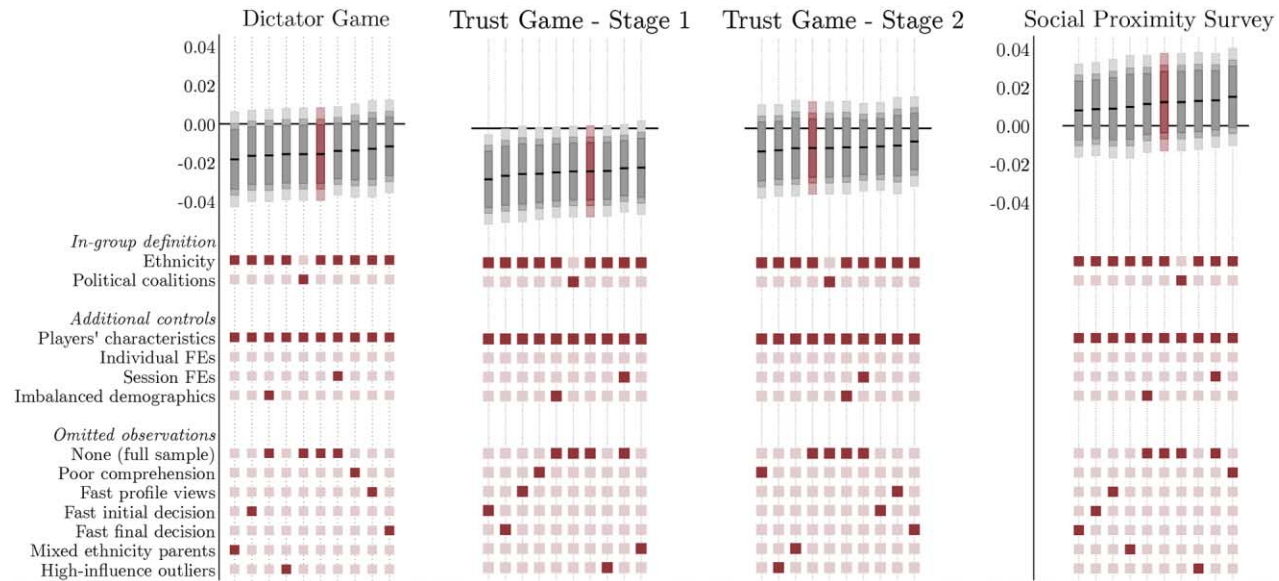 Dictator Game
Trust Game - Stage 1
Trust Game - Stage 2
Social Proximity Survey
0.04
0.02
0.00
-0.02
-0.04
0.04
0.02
0.00
-0.02
-0.04
In-group definition
Ethnicity
Political coalitions
Additional controls
Players' characteristics
Individual FEs
Session FEs
Imbalanced demographics
Omitted observations
None (full sample)
Poor comprehension
Fast profile views
Fast initial decision
Fast final decision
Mixed ethnicity parents
High-influence outliers